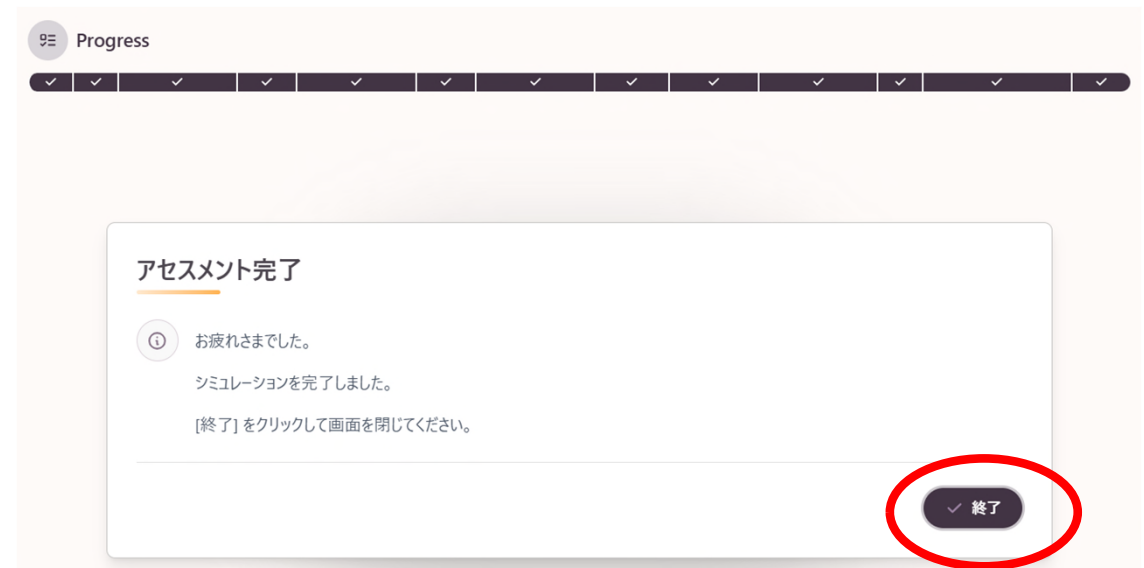 Progress
アセスメント完了
お疲れさまでした。
シミュレーションを完了しました。
[終了] をクリックして画面を閉じてください。
終了